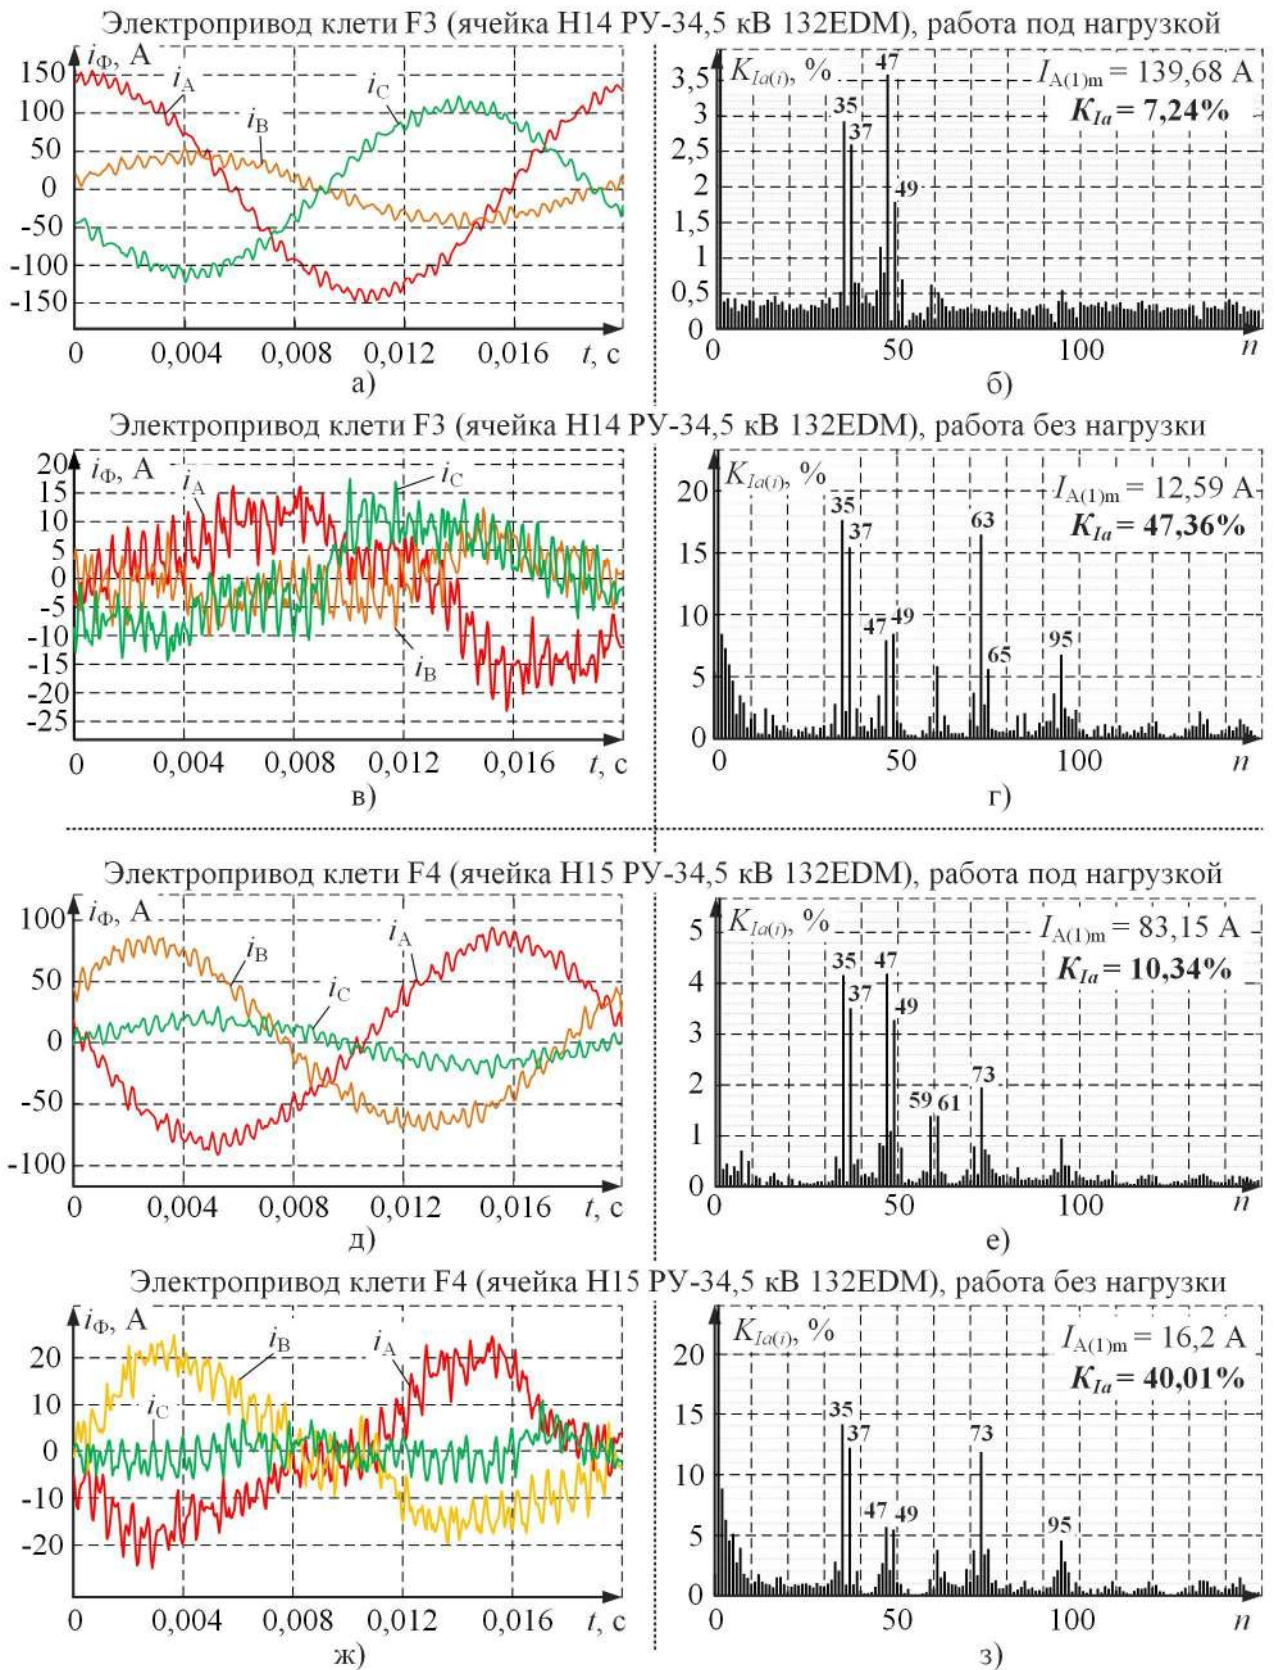 Электропривод клети F3 (ячейка H14 РУ-34,5 кВ 132EDM), работа под нагрузкой
iФ, А
150
100
50
0
-50
-100
-150
iA
iB
iC
0 0,004 0,008 0,012 0,016 t, с
а)
KIa(i), %
IA(1)m = 139,68 А
KIa = 7,24%
3,5
3
2,5
2
1,5
1
0,5
0
47
35
37
49
0 50 100 n
б)
Электропривод клети F3 (ячейка H14 РУ-34,5 кВ 132EDM), работа без нагрузки
iФ, А
20
15
10
5
0
-5
-10
-15
-20
-25
iA
iC
iB
0 0,004 0,008 0,012 0,016 t, с
в)
KIa(i), %
IA(1)m = 12,59 А
KIa = 47,36%
20
15
10
5
0
35
37
63
47
49
65
95
0 50 100 n
г)
Электропривод клети F4 (ячейка H15 РУ-34,5 кВ 132EDM), работа под нагрузкой
iФ, А
100
50
0
-50
-100
iB
iC
iA
0 0,004 0,008 0,012 0,016 t, с
д)
KIa(i), %
IA(1)m = 83,15 А
KIa = 10,34%
5
4
3
2
1
0
35
47
37
49
59
61
73
0 50 100 n
е)
Электропривод клети F4 (ячейка H15 РУ-34,5 кВ 132EDM), работа без нагрузки
iФ, А
20
10
0
-10
-20
iB
iA
iC
0 0,004 0,008 0,012 0,016 t, с
ж)
KIa(i), %
IA(1)m = 16,2 А
KIa = 40,01%
20
15
10
5
0
35
37
73
47
49
95
0 50 100 n
з)